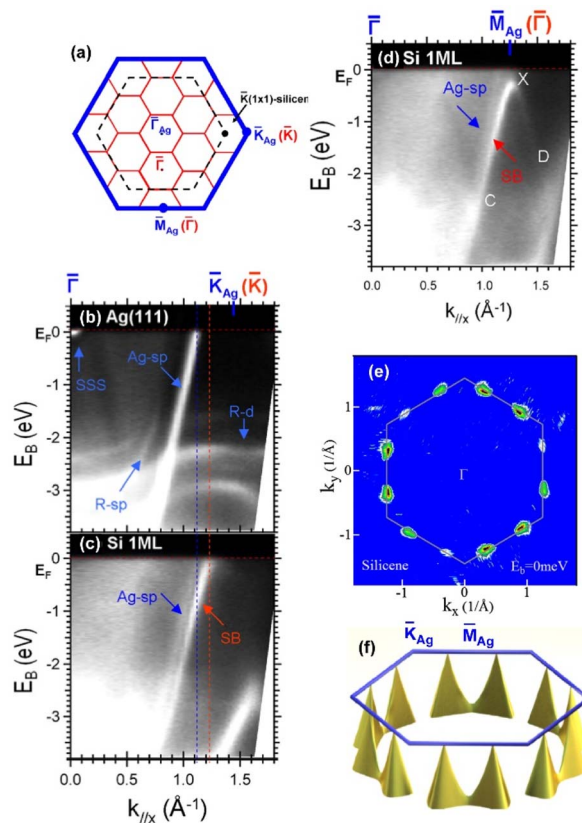 (a)
K̅(1x1)-silicen
Γ̅Ag
Γ̅
K̅Ag (K̅)
M̅Ag (Γ̅)
Γ̅ M̅Ag (Γ̅)
(d) Si 1ML
EF
X
Ag-sp
SB
D
C
EB (eV)
-1
-2
-3
0.0 0.5 1.0 1.5
k//x (Å-1)
Γ̅ K̅Ag (K̅)
(b) Ag(111)
EF
0
SSS
Ag-sp
R-d
R-sp
EB (eV)
-1
-2
-3
(c) Si 1ML
EF
0
Ag-sp
SB
EB (eV)
-1
-2
-3
0.0 0.5 1.0 1.5
k//x (Å-1)
(e)
ky (1/Å)
1
0
-1
Γ
Silicene Eb=0meV
-1 0 1
kx (1/Å)
(f)
K̅Ag M̅Ag